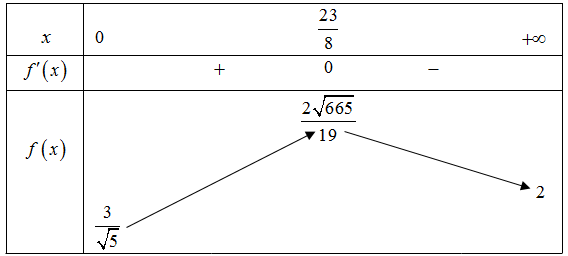 x 0 23/8 +∞
f′(x) + 0 −
f(x) 3/√5 2√665/19 2